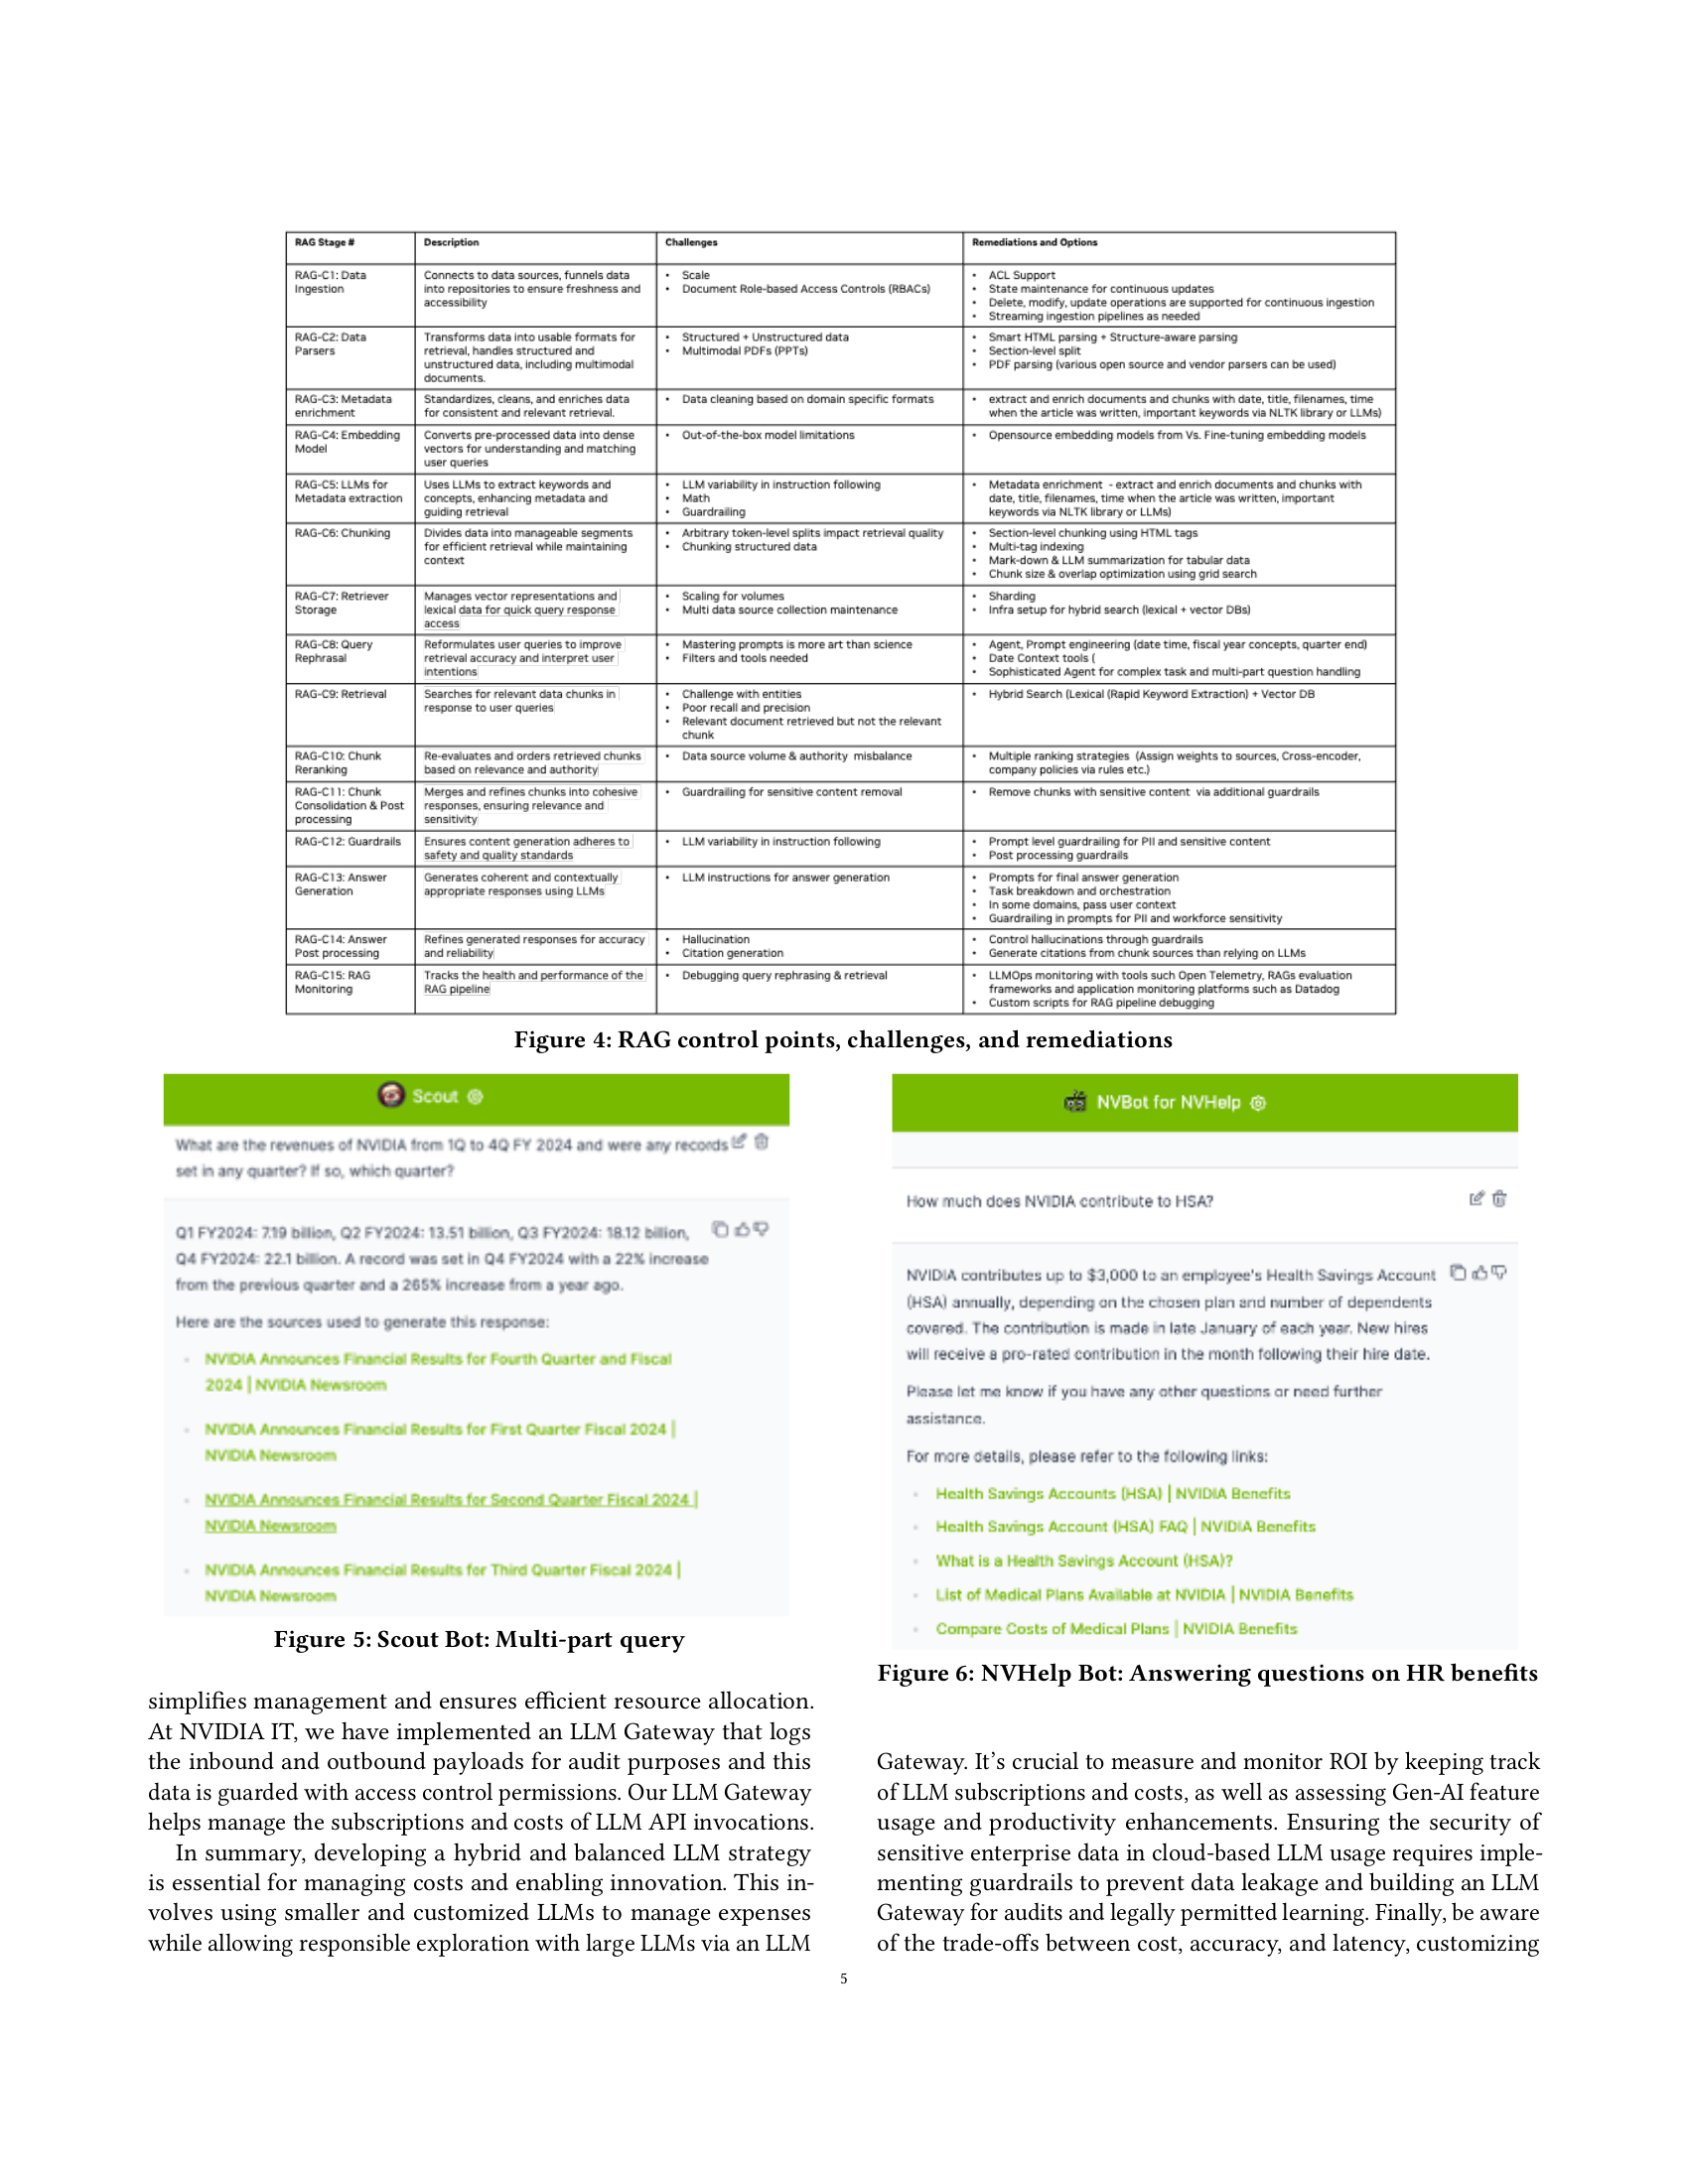 RAG Stage #
Description
Challenges
Remediations and Options
RAG-C1: Data
Ingestion
Connects to data sources, funnels data
into repositories to ensure freshness and
accessibility
• Scale
• Document Role-based Access Controls (RBACs)
• ACL Support
• State maintenance for continuous updates
• Delete, modify, update operations are supported for continuous ingestion
• Streaming ingestion pipelines as needed
RAG-C2: Data
Parsers
Transforms data into usable formats for
retrieval, handles structured and
unstructured data, including multimodal
documents.
• Structured + Unstructured data
• Multimodal PDFs (PPTs)
• Smart HTML parsing + Structure-aware parsing
• Section-level split
• PDF parsing (various open source and vendor parsers can be used)
RAG-C3: Metadata
enrichment
Standardizes, cleans, and enriches data
for consistent and relevant retrieval.
• Data cleaning based on domain specific formats
• extract and enrich documents and chunks with date, title, filenames, time
when the article was written, important keywords via NLTK library or LLMs)
RAG-C4: Embedding
Model
Converts pre-processed data into dense
vectors for understanding and matching
user queries
• Out-of-the-box model limitations
• Opensource embedding models from Vs. Fine-tuning embedding models
RAG-C5: LLMs for
Metadata extraction
Uses LLMs to extract keywords and
concepts, enhancing metadata and
guiding retrieval
• LLM variability in instruction following
• Math
• Guardrailing
• Metadata enrichment - extract and enrich documents and chunks with
date, title, filenames, time when the article was written, important
keywords via NLTK library or LLMs)
RAG-C6: Chunking
Divides data into manageable segments
for efficient retrieval while maintaining
context
• Arbitrary token-level splits impact retrieval quality
• Chunking structured data
• Section-level chunking using HTML tags
• Multi-tag indexing
• Mark-down & LLM summarization for tabular data
• Chunk size & overlap optimization using grid search
RAG-C7: Retriever
Storage
Manages vector representations and
lexical data for quick query response
access
• Scaling for volumes
• Multi data source collection maintenance
• Sharding
• Infra setup for hybrid search (lexical + vector DBs)
RAG-C8: Query
Rephrasal
Reformulates user queries to improve
retrieval accuracy and interpret user
intentions
• Mastering prompts is more art than science
• Filters and tools needed
• Agent, Prompt engineering (date time, fiscal year concepts, quarter end)
• Date Context tools (
• Sophisticated Agent for complex task and multi-part question handling
RAG-C9: Retrieval
Searches for relevant data chunks in
response to user queries
• Challenge with entities
• Poor recall and precision
• Relevant document retrieved but not the relevant
chunk
• Hybrid Search (Lexical (Rapid Keyword Extraction) + Vector DB
RAG-C10: Chunk
Reranking
Re-evaluates and orders retrieved chunks
based on relevance and authority
• Data source volume & authority misbalance
• Multiple ranking strategies (Assign weights to sources, Cross-encoder,
company policies via rules etc.)
RAG-C11: Chunk
Consolidation & Post
processing
Merges and refines chunks into cohesive
responses, ensuring relevance and
sensitivity
• Guardrailing for sensitive content removal
• Remove chunks with sensitive content via additional guardrails
RAG-C12: Guardrails
Ensures content generation adheres to
safety and quality standards
• LLM variability in instruction following
• Prompt level guardrailing for PII and sensitive content
• Post processing guardrails
RAG-C13: Answer
Generation
Generates coherent and contextually
appropriate responses using LLMs
• LLM instructions for answer generation
• Prompts for final answer generation
• Task breakdown and orchestration
• In some domains, pass user context
• Guardrailing in prompts for PII and workforce sensitivity
RAG-C14: Answer
Post processing
Refines generated responses for accuracy
and reliability
• Hallucination
• Citation generation
• Control hallucinations through guardrails
• Generate citations from chunk sources than relying on LLMs
RAG-C15: RAG
Monitoring
Tracks the health and performance of the
RAG pipeline
• Debugging query rephrasing & retrieval
• LLMOps monitoring with tools such Open Telemetry, RAGs evaluation
frameworks and application monitoring platforms such as Datadog
• Custom scripts for RAG pipeline debugging
Figure 4: RAG control points, challenges, and remediations
Scout
What are the revenues of NVIDIA from 1Q to 4Q FY 2024 and were any records
set in any quarter? If so, which quarter?
Q1 FY2024: 7.19 billion, Q2 FY2024: 13.51 billion, Q3 FY2024: 18.12 billion,
Q4 FY2024: 22.1 billion. A record was set in Q4 FY2024 with a 22% increase
from the previous quarter and a 265% increase from a year ago.
Here are the sources used to generate this response:
• NVIDIA Announces Financial Results for Fourth Quarter and Fiscal
2024 | NVIDIA Newsroom
• NVIDIA Announces Financial Results for First Quarter Fiscal 2024 |
NVIDIA Newsroom
• NVIDIA Announces Financial Results for Second Quarter Fiscal 2024 |
NVIDIA Newsroom
• NVIDIA Announces Financial Results for Third Quarter Fiscal 2024 |
NVIDIA Newsroom
Figure 5: Scout Bot: Multi-part query
simplifies management and ensures efficient resource allocation.
At NVIDIA IT, we have implemented an LLM Gateway that logs
the inbound and outbound payloads for audit purposes and this
data is guarded with access control permissions. Our LLM Gateway
helps manage the subscriptions and costs of LLM API invocations.
In summary, developing a hybrid and balanced LLM strategy
is essential for managing costs and enabling innovation. This in-
volves using smaller and customized LLMs to manage expenses
while allowing responsible exploration with large LLMs via an LLM
NVBot for NVHelp
How much does NVIDIA contribute to HSA?
NVIDIA contributes up to $3,000 to an employee's Health Savings Account
(HSA) annually, depending on the chosen plan and number of dependents
covered. The contribution is made in late January of each year. New hires
will receive a pro-rated contribution in the month following their hire date.
Please let me know if you have any other questions or need further
assistance.
For more details, please refer to the following links:
• Health Savings Accounts (HSA) | NVIDIA Benefits
• Health Savings Account (HSA) FAQ | NVIDIA Benefits
• What is a Health Savings Account (HSA)?
• List of Medical Plans Available at NVIDIA | NVIDIA Benefits
• Compare Costs of Medical Plans | NVIDIA Benefits
Figure 6: NVHelp Bot: Answering questions on HR benefits
Gateway. It's crucial to measure and monitor ROI by keeping track
of LLM subscriptions and costs, as well as assessing Gen-AI feature
usage and productivity enhancements. Ensuring the security of
sensitive enterprise data in cloud-based LLM usage requires imple-
menting guardrails to prevent data leakage and building an LLM
Gateway for audits and legally permitted learning. Finally, be aware
of the trade-offs between cost, accuracy, and latency, customizing
5